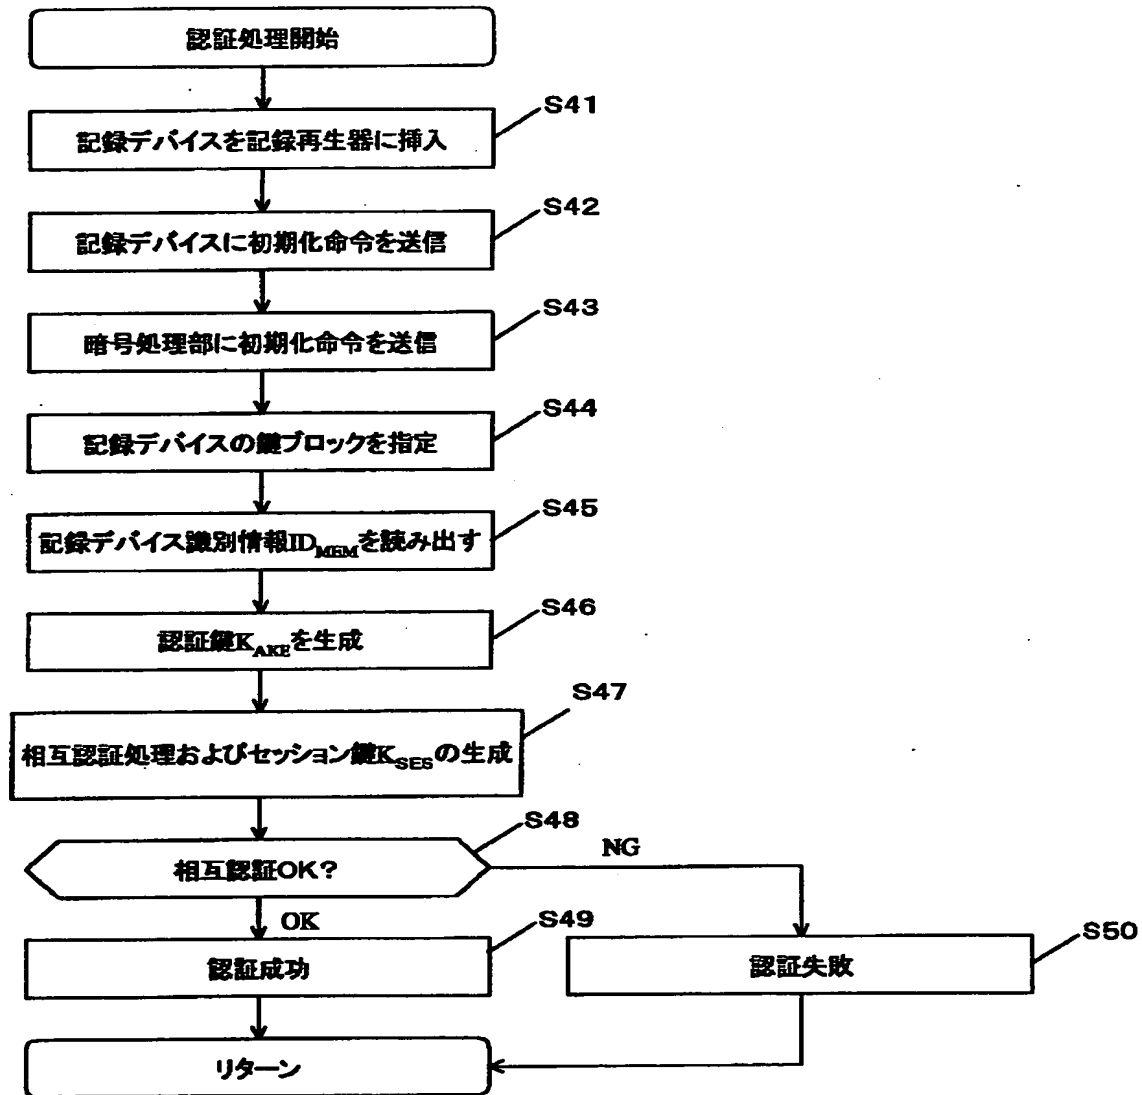 認証処理開始
S41
記録デバイスを記録再生器に挿入
S42
記録デバイスに初期化命令を送信
S43
暗号処理部に初期化命令を送信
S44
記録デバイスの鍵ブロックを指定
S45
記録デバイス識別情報ID_MEMを読み出す
S46
認証鍵K_AKEを生成
S47
相互認証処理およびセッション鍵K_SESの生成
S48
相互認証OK?
NG
OK
S49
認証成功
S50
認証失敗
リターン